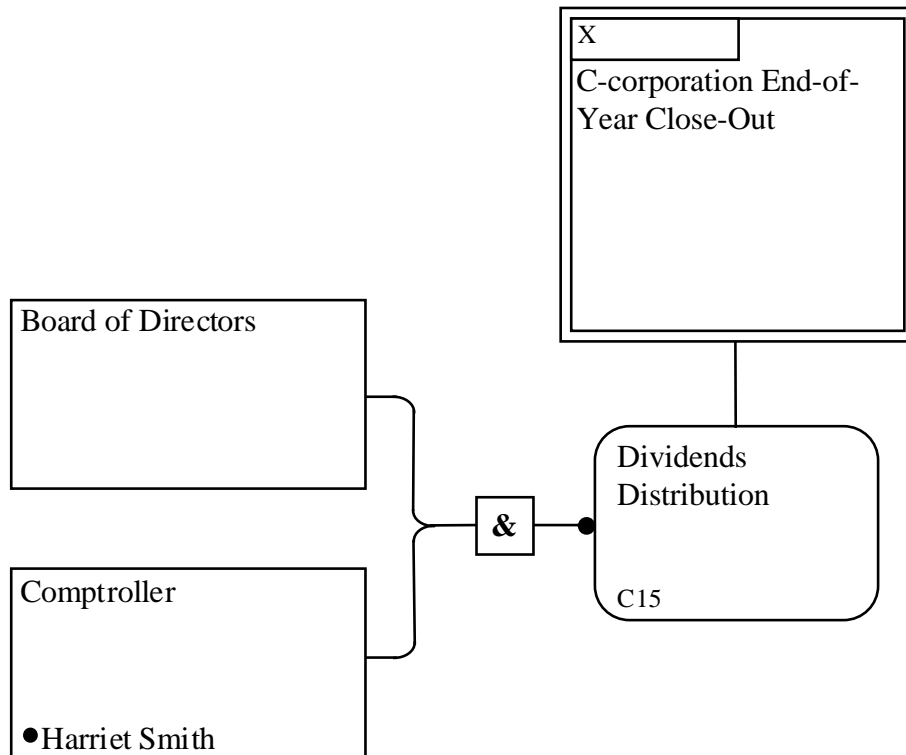 X
C-corporation End-of-
Year Close-Out
Board of Directors
Dividends
Distribution
&
C15
Comptroller
Harriet Smith